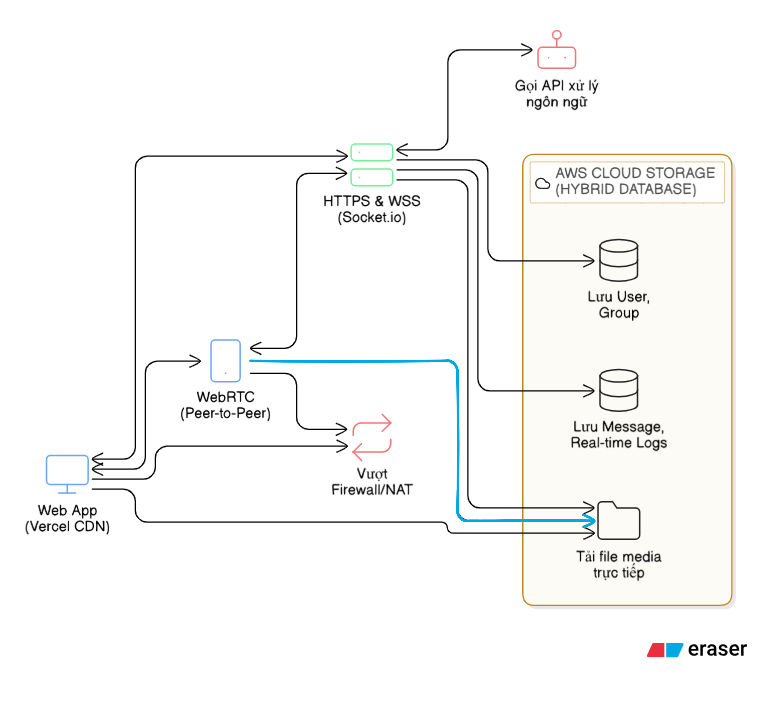 Gọi API xử lý
ngôn ngữ
AWS CLOUD STORAGE
(HYBRID DATABASE)
HTTPS & WSS
(Socket.io)
Lưu User,
Group
WebRTC
(Peer-to-Peer)
Lưu Message,
Real-time Logs
Vượt
Firewall/NAT
Web App
(Vercel CDN)
Tải file media
trực tiếp
eraser